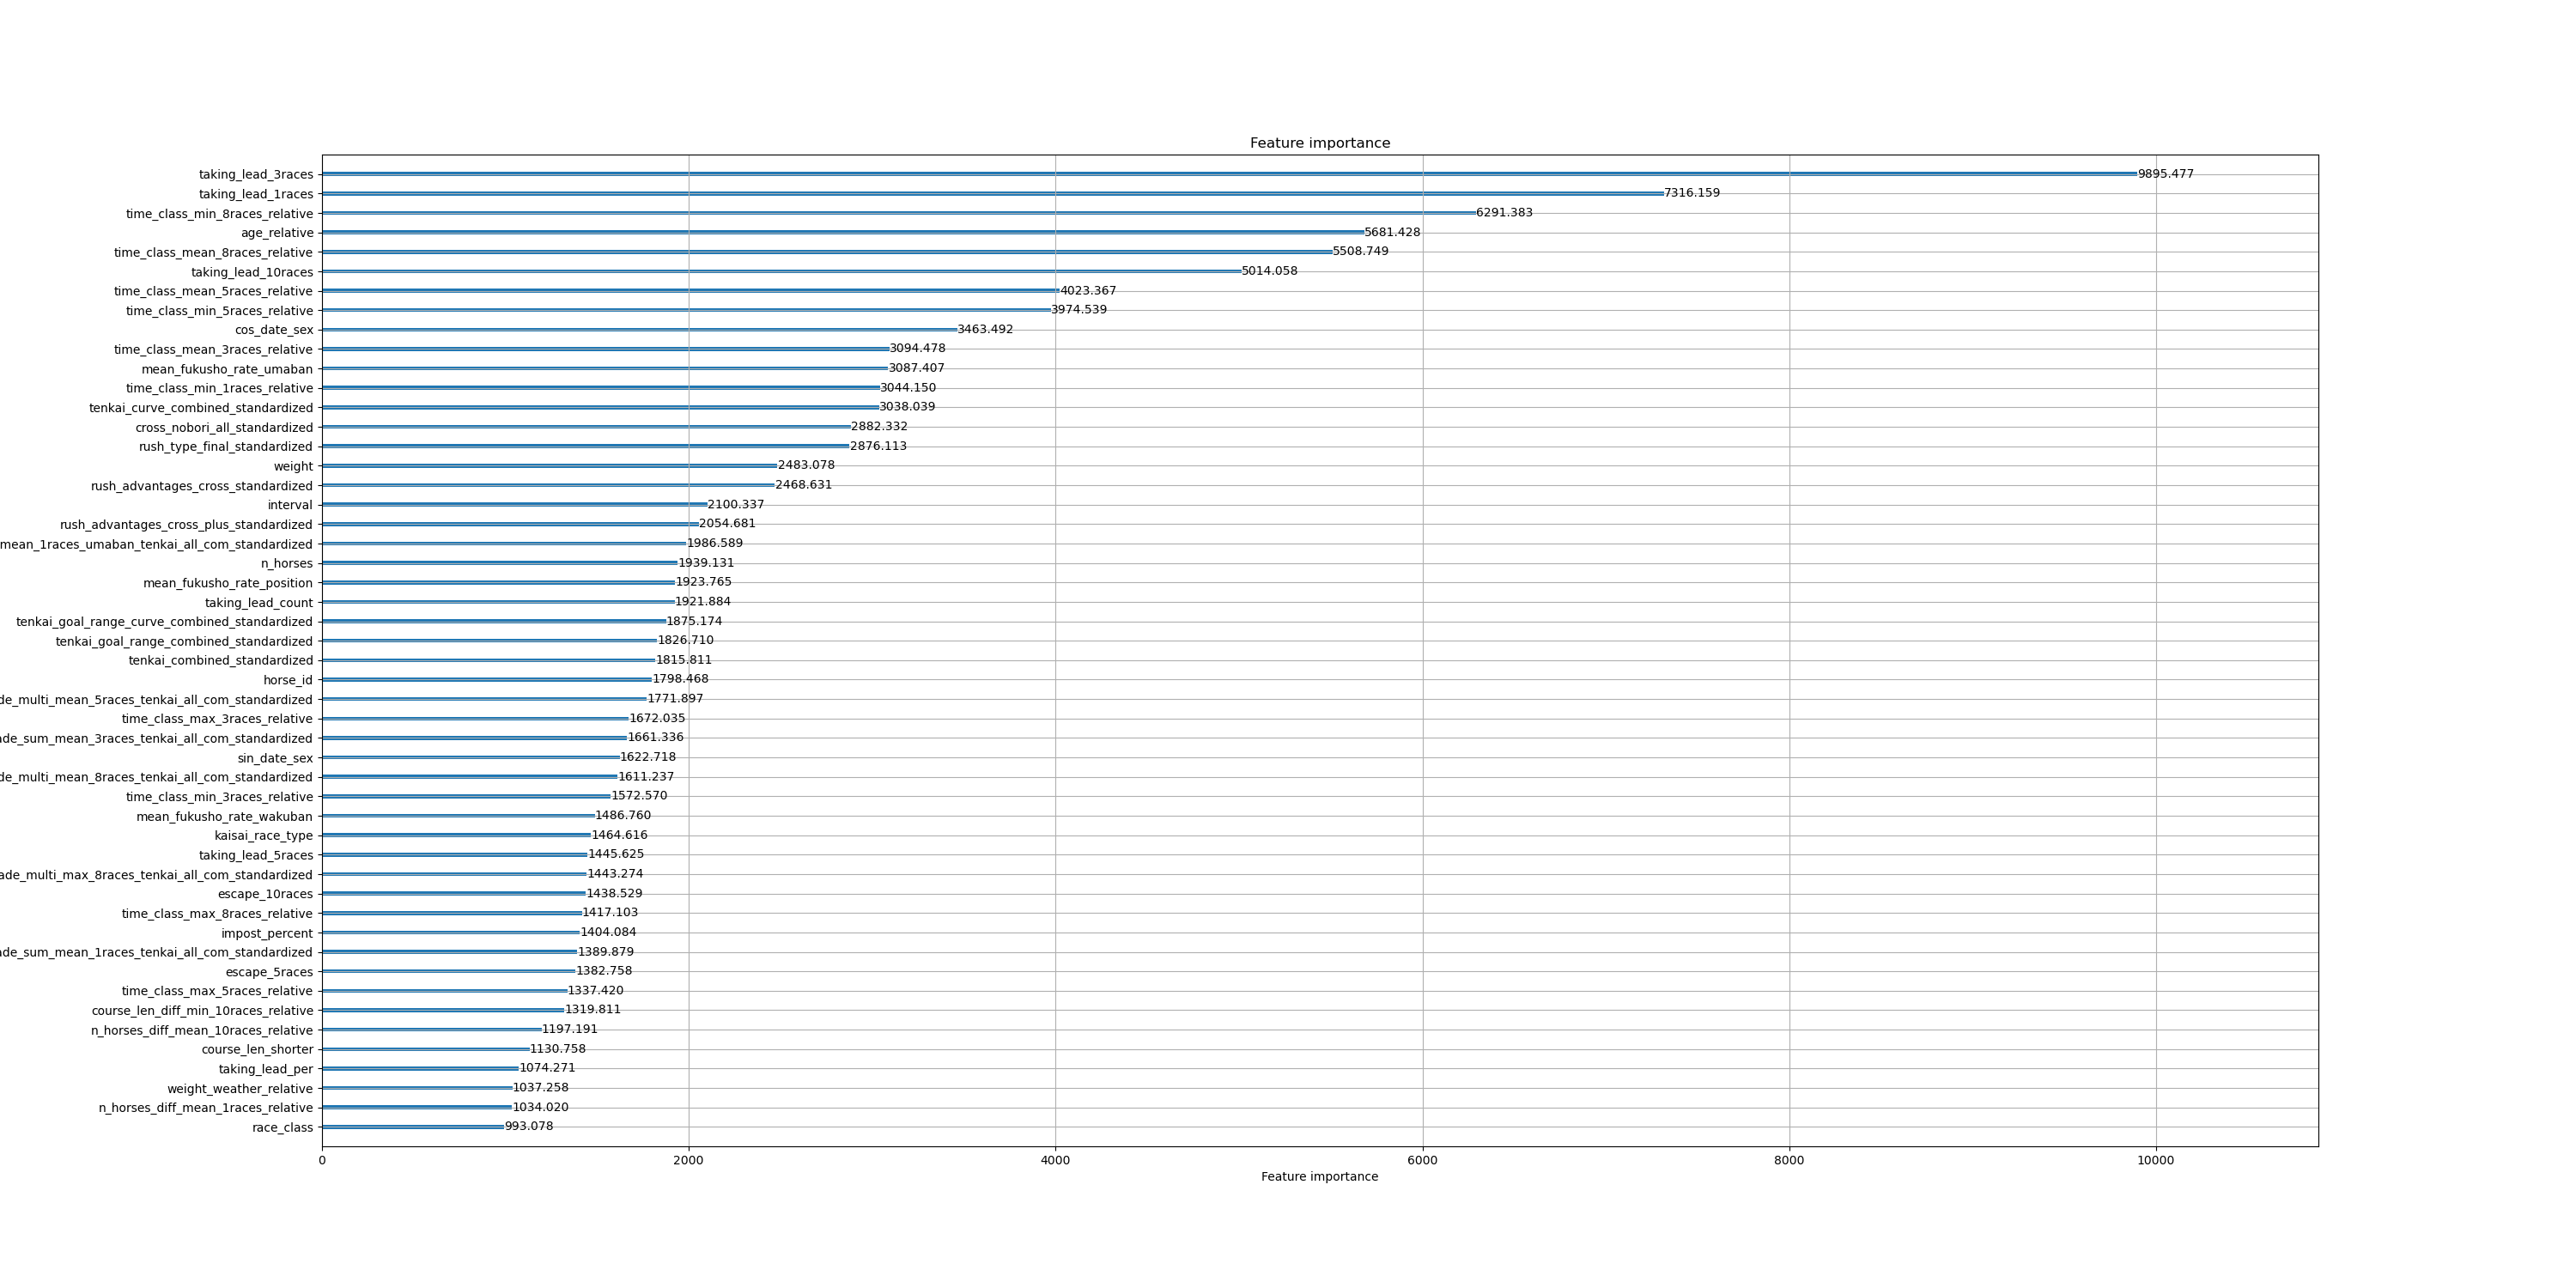 Feature importance
taking_lead_3races 9895.477
taking_lead_1races 7316.159
time_class_min_8races_relative 6291.383
age_relative 5681.428
time_class_mean_8races_relative 5508.749
taking_lead_10races 5014.058
time_class_mean_5races_relative 4023.367
time_class_min_5races_relative 3974.539
cos_date_sex 3463.492
time_class_mean_3races_relative 3094.478
mean_fukusho_rate_umaban 3087.407
time_class_min_1races_relative 3044.150
tenkai_curve_combined_standardized 3038.039
cross_nobori_all_standardized 2882.332
rush_type_final_standardized 2876.113
weight 2483.078
rush_advantages_cross_standardized 2468.631
interval 2100.337
rush_advantages_cross_plus_standardized 2054.681
mean_1races_umaban_tenkai_all_com_standardized 1986.589
n_horses 1939.131
mean_fukusho_rate_position 1923.765
taking_lead_count 1921.884
tenkai_goal_range_curve_combined_standardized 1875.174
tenkai_goal_range_combined_standardized 1826.710
tenkai_combined_standardized 1815.811
horse_id 1798.468
de_multi_mean_5races_tenkai_all_com_standardized 1771.897
time_class_max_3races_relative 1672.035
ade_sum_mean_3races_tenkai_all_com_standardized 1661.336
sin_date_sex 1622.718
de_multi_mean_8races_tenkai_all_com_standardized 1611.237
time_class_min_3races_relative 1572.570
mean_fukusho_rate_wakuban 1486.760
kaisai_race_type 1464.616
taking_lead_5races 1445.625
ade_multi_max_8races_tenkai_all_com_standardized 1443.274
escape_10races 1438.529
time_class_max_8races_relative 1417.103
impost_percent 1404.084
ade_sum_mean_1races_tenkai_all_com_standardized 1389.879
escape_5races 1382.758
time_class_max_5races_relative 1337.420
course_len_diff_min_10races_relative 1319.811
n_horses_diff_mean_10races_relative 1197.191
course_len_shorter 1130.758
taking_lead_per 1074.271
weight_weather_relative 1037.258
n_horses_diff_mean_1races_relative 1034.020
race_class 993.078
0 2000 4000 6000 8000 10000
Feature importance